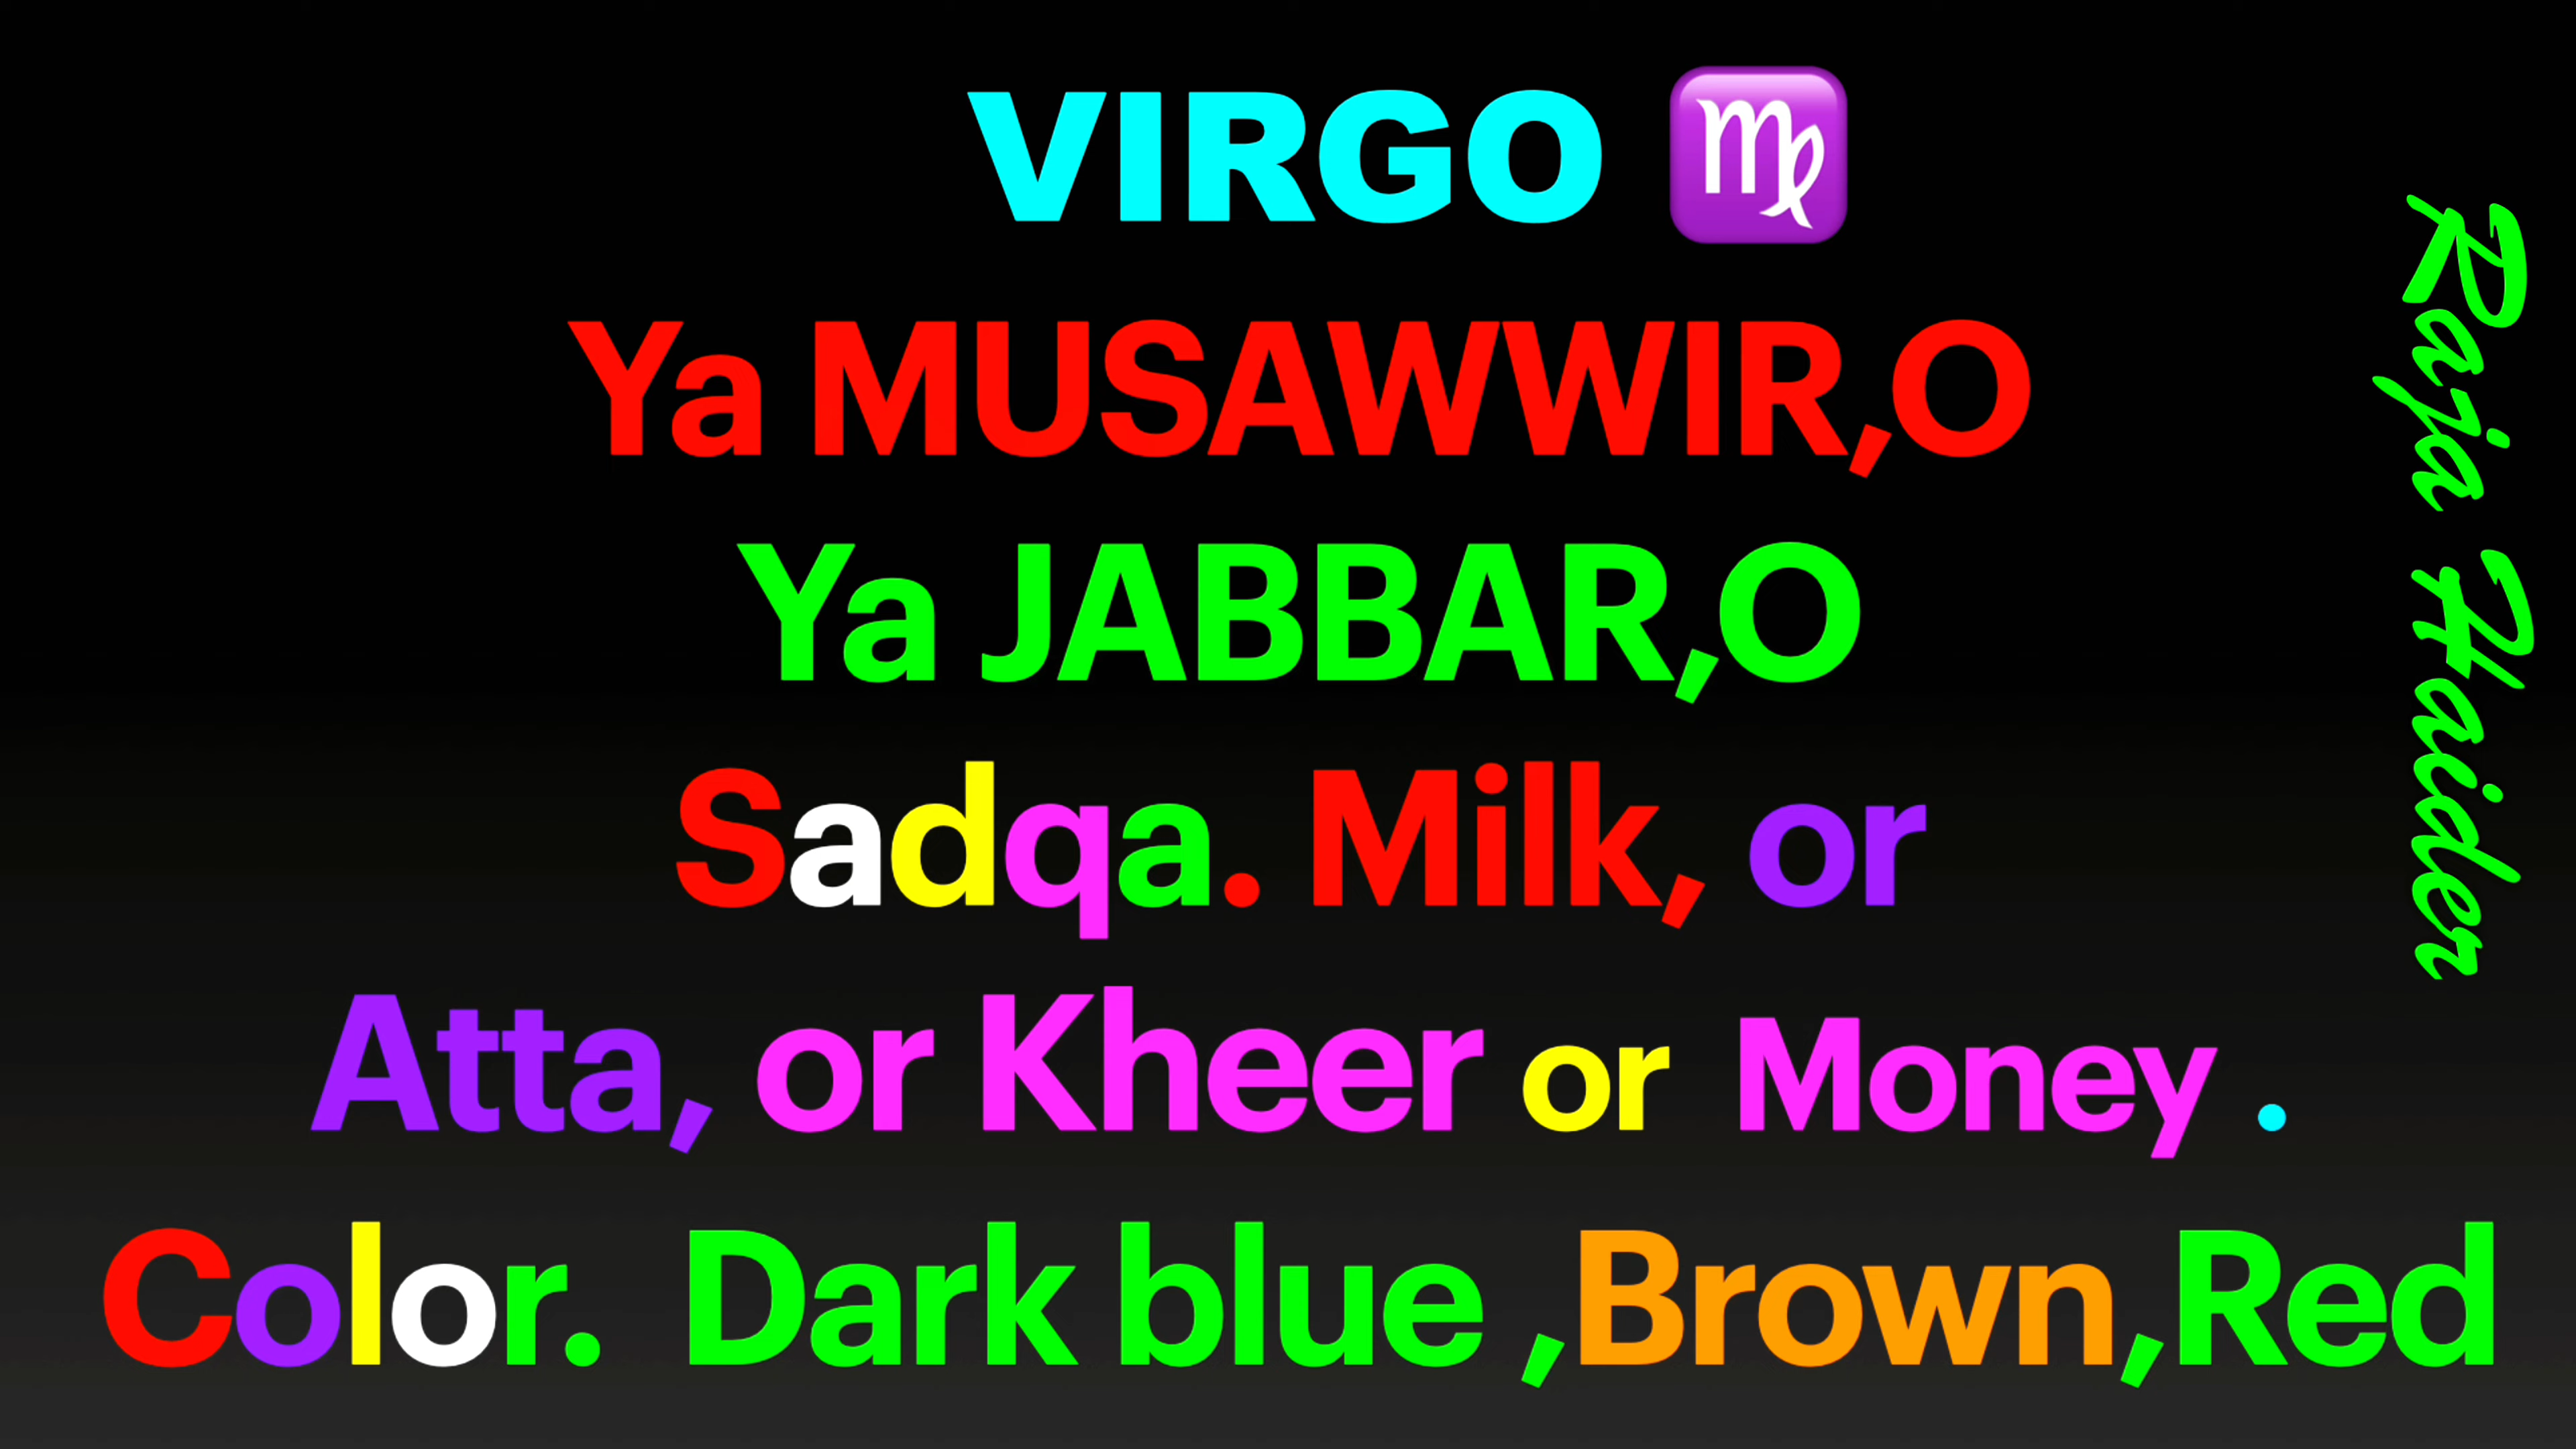 VIRGO ♍
Ya MUSAWWIR,O
Ya JABBAR,O
Sadqa. Milk, or
Atta, or Kheer or Money .
Color. Dark blue ,Brown,Red
Raja Haider